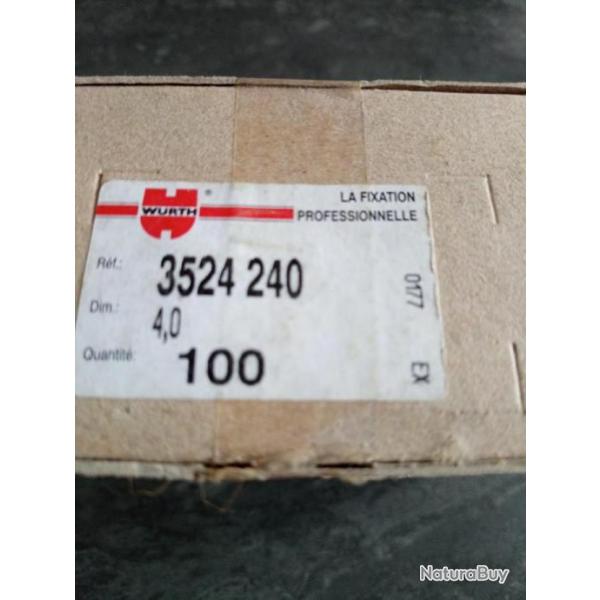 WURTH
®
LA FIXATION
PROFESSIONNELLE
Réf.: 3524 240
Dim.: 4,0
Quantité: 100
0177
EX
NaturaBuy